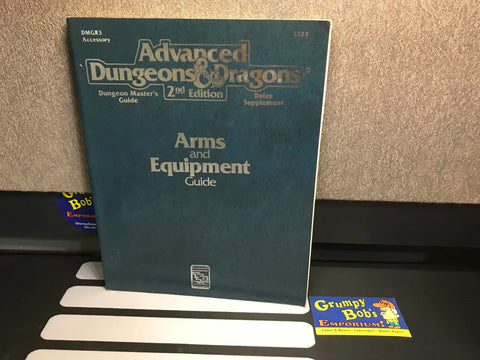 DMGR3
Accessory
2123
Advanced
Dungeons & Dragons®
2nd Edition
Dungeon Master's
Guide
Rules
Supplement
Arms
and
Equipment
Guide
Bob's
Emporium!
Grumpy
Bob's
Emporium!